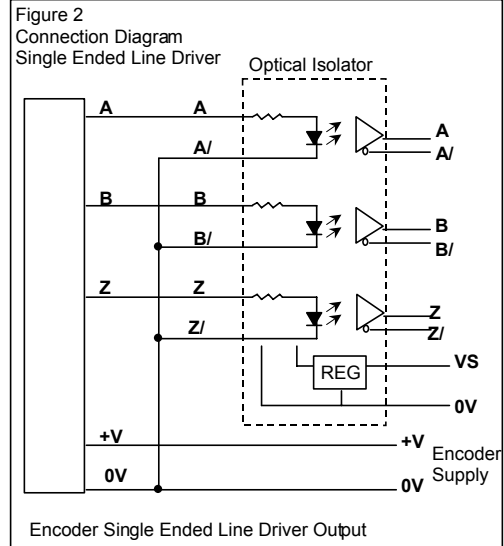 Figure 2
Connection Diagram
Single Ended Line Driver
Optical Isolator
A A A
A/ A/
B B B
B/ B/
Z Z Z
Z/ Z/
REG VS
0V
+V +V Encoder
0V 0V Supply
Encoder Single Ended Line Driver Output